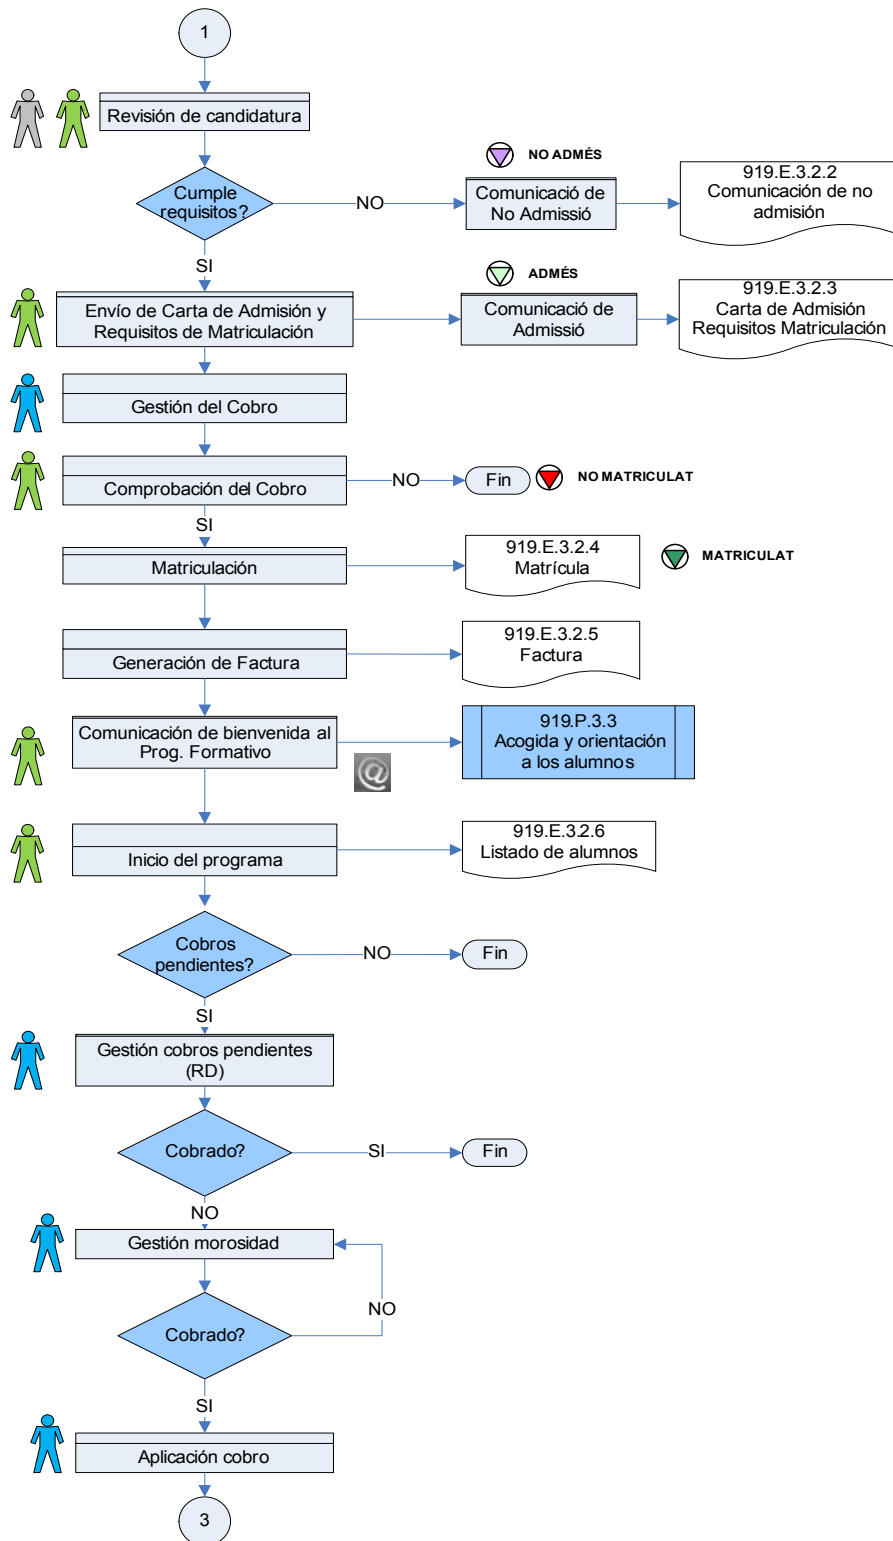 1
Revisión de candidatura
NO ADMÉS
Cumple
requisitos?
NO
Comunicació de
No Admissió
919.E.3.2.2
Comunicación de no
admisión
SI
ADMÉS
Envío de Carta de Admisión y
Requisitos de Matriculación
Comunicació de
Admissió
919.E.3.2.3
Carta de Admisión
Requisitos Matriculación
Gestión del Cobro
Comprobación del Cobro
NO
Fin
NO MATRICULAT
SI
Matriculación
919.E.3.2.4
Matrícula
MATRICULAT
Generación de Factura
919.E.3.2.5
Factura
Comunicación de bienvenida al
Prog. Formativo
@
919.P.3.3
Acogida y orientación
a los alumnos
Inicio del programa
919.E.3.2.6
Listado de alumnos
Cobros
pendientes?
NO
Fin
SI
Gestión cobros pendientes
(RD)
Cobrado?
SI
Fin
NO
Gestión morosidad
NO
Cobrado?
SI
Aplicación cobro
3